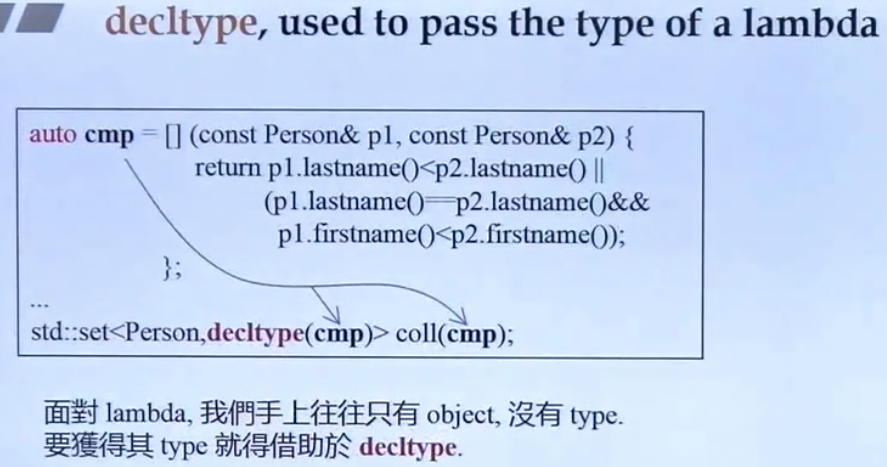 decltype, used to pass the type of a lambda
auto cmp = [] (const Person& p1, const Person& p2) {
return p1.lastname()<p2.lastname() ||
(p1.lastname()==p2.lastname()&&
p1.firstname()<p2.firstname());
};
...
std::set<Person,decltype(cmp)> coll(cmp);
面對 lambda, 我們手上往往只有 object, 沒有 type.
要獲得其 type 就得借助於 decltype.